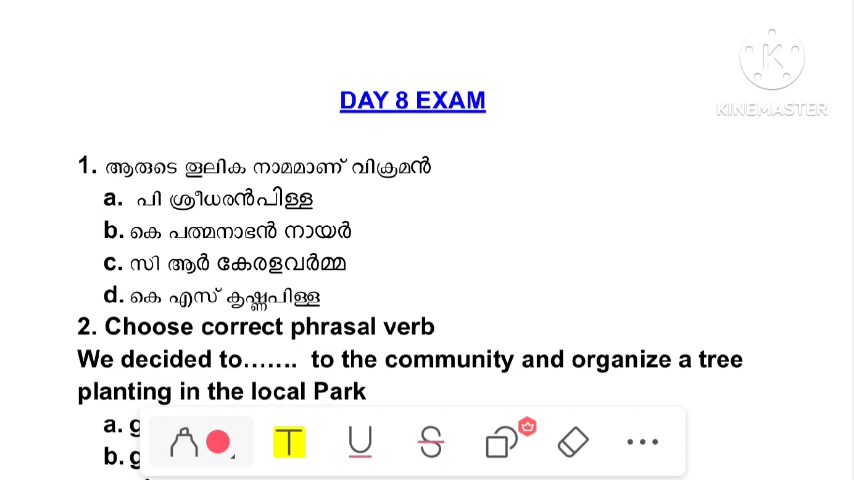 KINEMASTER
DAY 8 EXAM
1. ആരുടെ തൂലിക നാമമാണ് വിക്രമൻ
a. പി ശ്രീധരൻപിള്ള
b. കെ പത്മനാഭൻ നായർ
c. സി ആർ കേരളവർമ്മ
d. കെ എസ് കൃഷ്ണപിള്ള
2. Choose correct phrasal verb
We decided to....... to the community and organize a tree
planting in the local Park
a. g
b. g